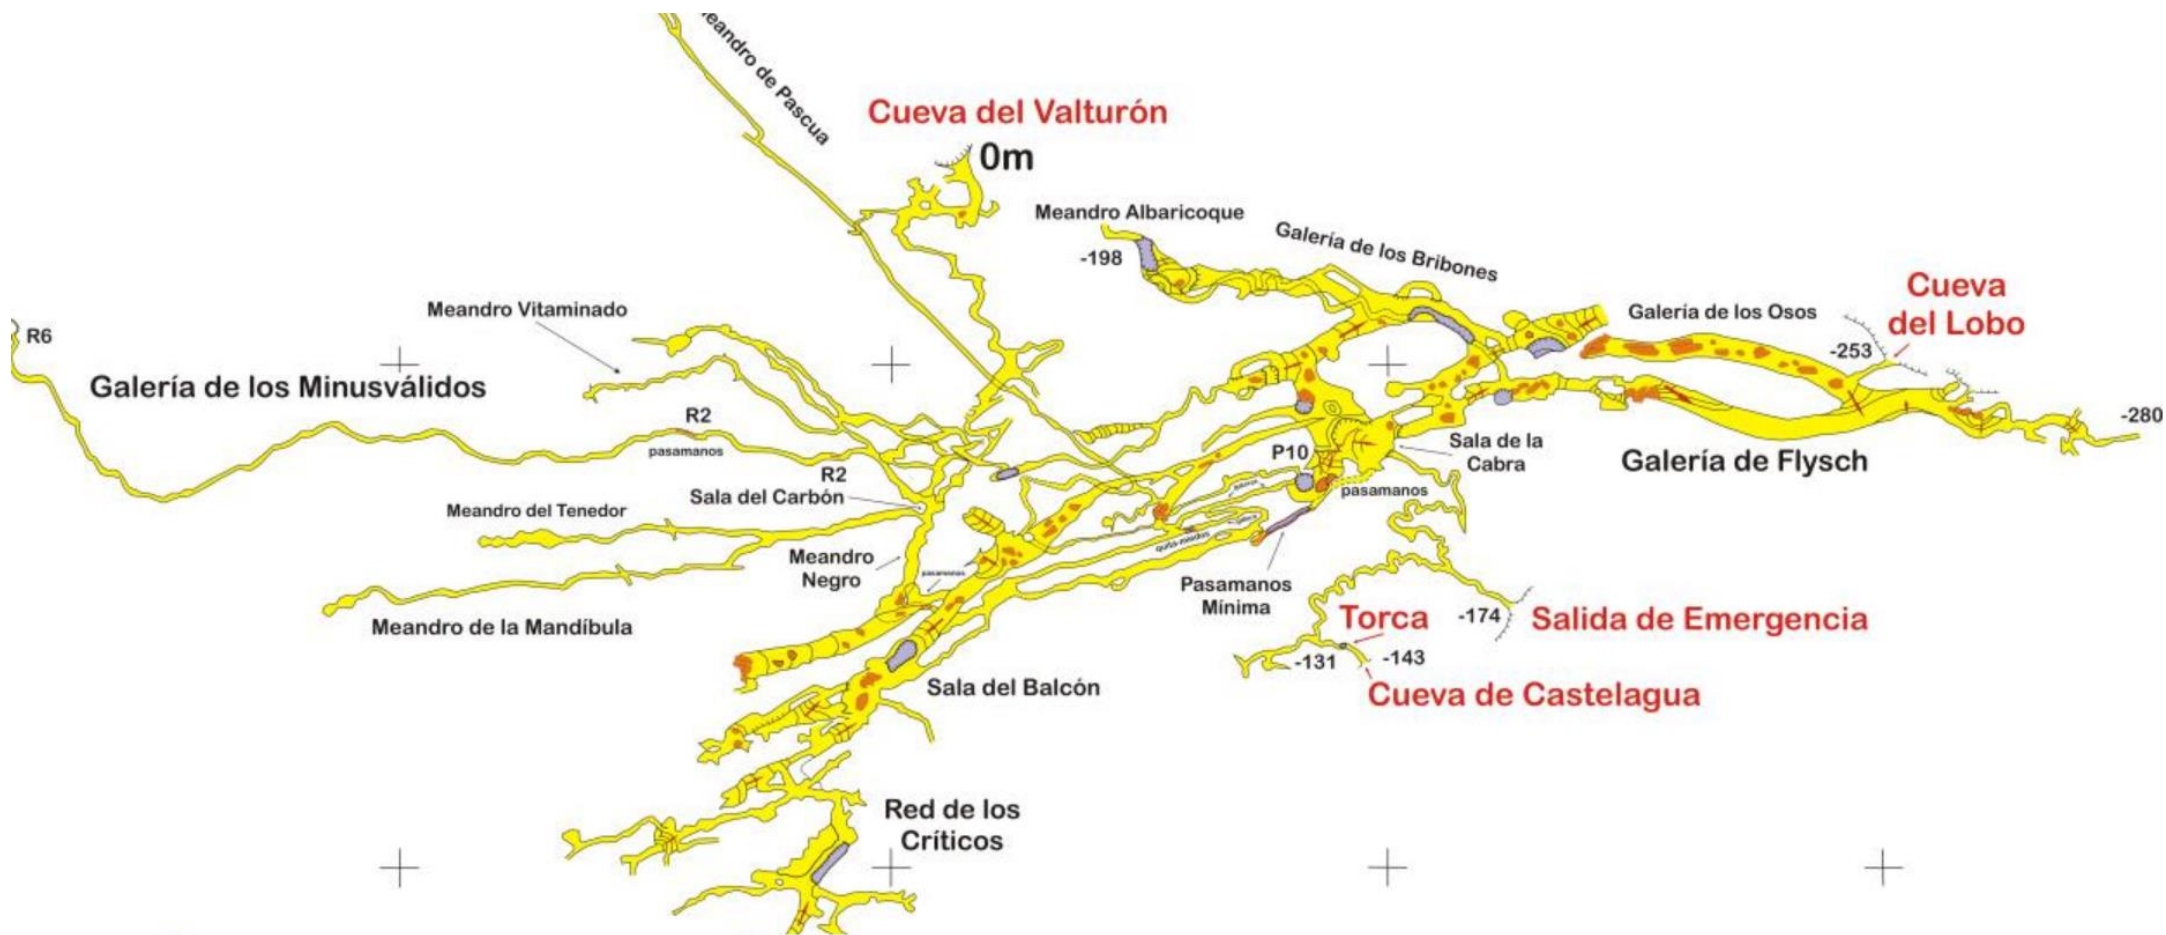 Meandro de Pascua
Cueva del Valturón
0m
Meandro Albaricoque
-198
Galería de los Bribones
Cueva
del Lobo
Galería de los Osos
-253
Meandro Vitaminado
R6
Galería de los Minusválidos
R2
pasamanos
R2
Sala del Carbón
-280
P10
Sala de la
Cabra
Galería de Flysch
pasamanos
Meandro del Tenedor
Meandro
Negro
pasamanos
quita-miedos
Pasamanos
Mínima
Meandro de la Mandíbula
Torca
-174
Salida de Emergencia
-131
-143
Cueva de Castelagua
Sala del Balcón
Red de los
Críticos